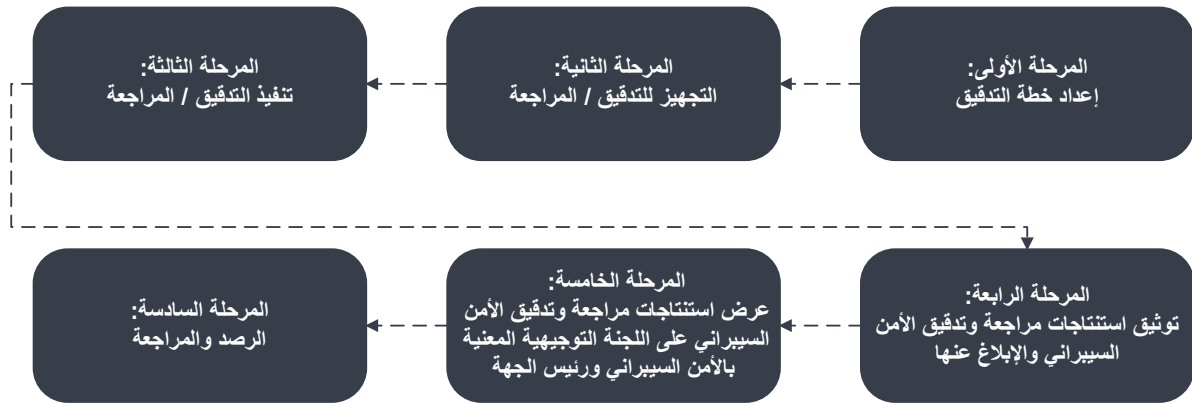 المرحلة الأولى:
إعداد خطة التدقيق
المرحلة الثانية:
التجهيز للتدقيق / المراجعة
المرحلة الثالثة:
تنفيذ التدقيق / المراجعة
المرحلة الرابعة:
توثيق استنتاجات مراجعة وتدقيق الأمن
السيبراني والإبلاغ عنها
المرحلة الخامسة:
عرض استنتاجات مراجعة وتدقيق الأمن
السيبراني على اللجنة التوجيهية المعنية
بالأمن السيبراني ورئيس الجهة
المرحلة السادسة:
الرصد والمراجعة